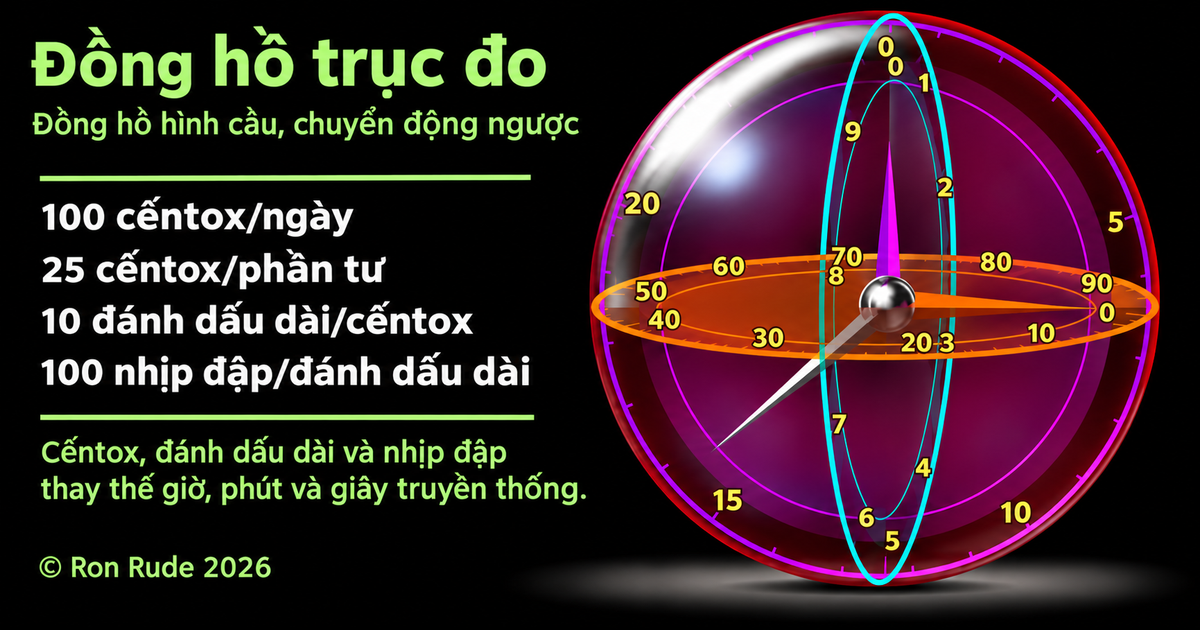 Đồng hồ trục đo
Đồng hồ hình cầu, chuyển động ngược
100 cếntox/ngày
25 cếntox/phần tư
10 đánh dấu dài/cếntox
100 nhịp đập/đánh dấu dài
Cếntox, đánh dấu dài và nhịp đập
thay thế giờ, phút và giây truyền thống.
© Ron Rude 2026
0
0
1
9
2
20
5
70
60
80
8
90
50
40
0
30
20
3
10
7
4
15
6
10
5